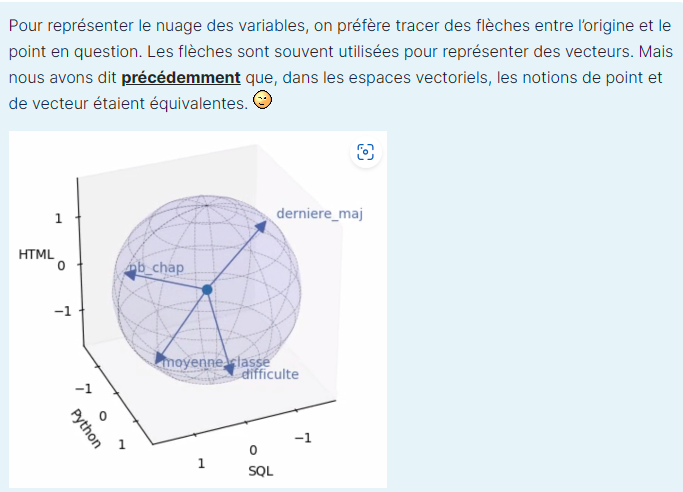 Pour représenter le nuage des variables, on préfère tracer des flèches entre l'origine et le
point en question. Les flèches sont souvent utilisées pour représenter des vecteurs. Mais
nous avons dit précédemment que, dans les espaces vectoriels, les notions de point et
de vecteur étaient équivalentes.
derniere_maj
1
HTML
0
nb_chap
−1
moyenne_classe
difficulte
−1
0
Python
1
−1
0
1
SQL